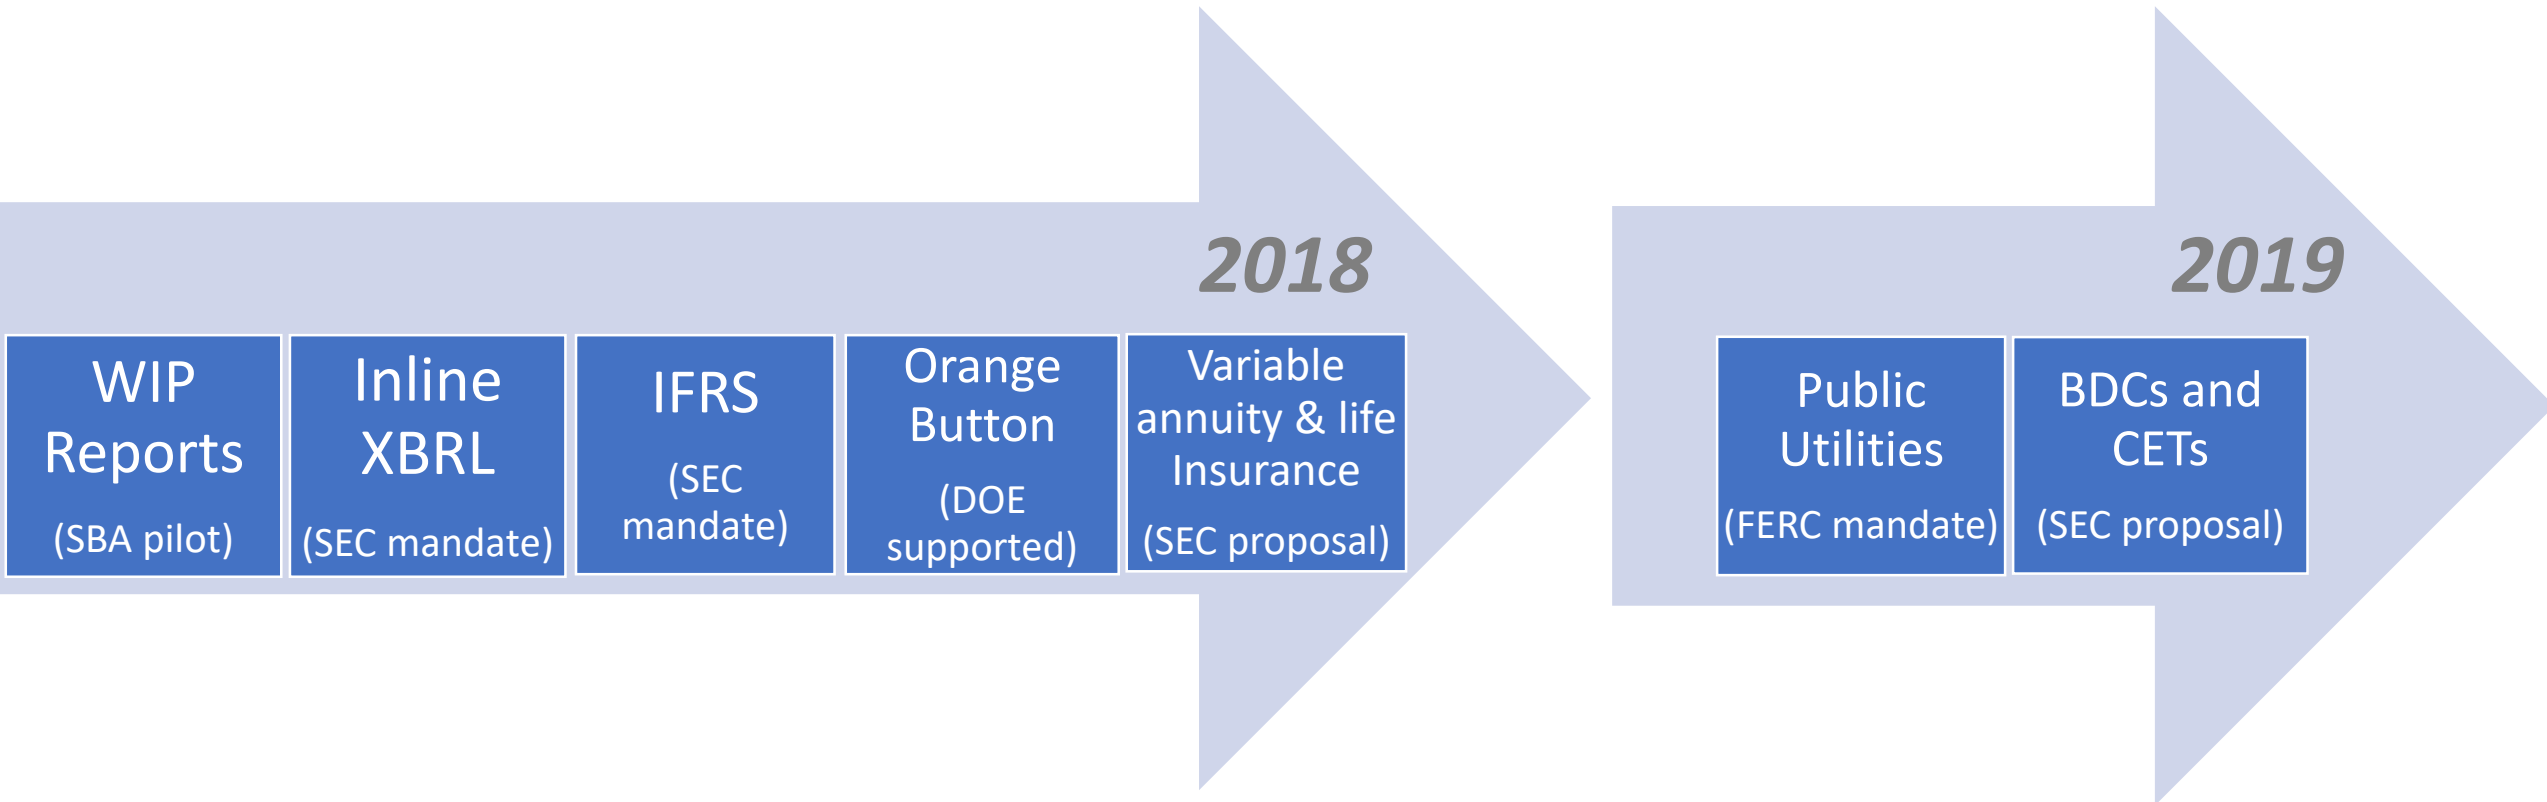 2018
WIP
Reports
(SBA pilot)
Inline
XBRL
(SEC mandate)
IFRS
(SEC
mandate)
Orange
Button
(DOE
supported)
Variable
annuity & life
Insurance
(SEC proposal)
2019
Public
Utilities
(FERC mandate)
BDCs and
CETs
(SEC proposal)